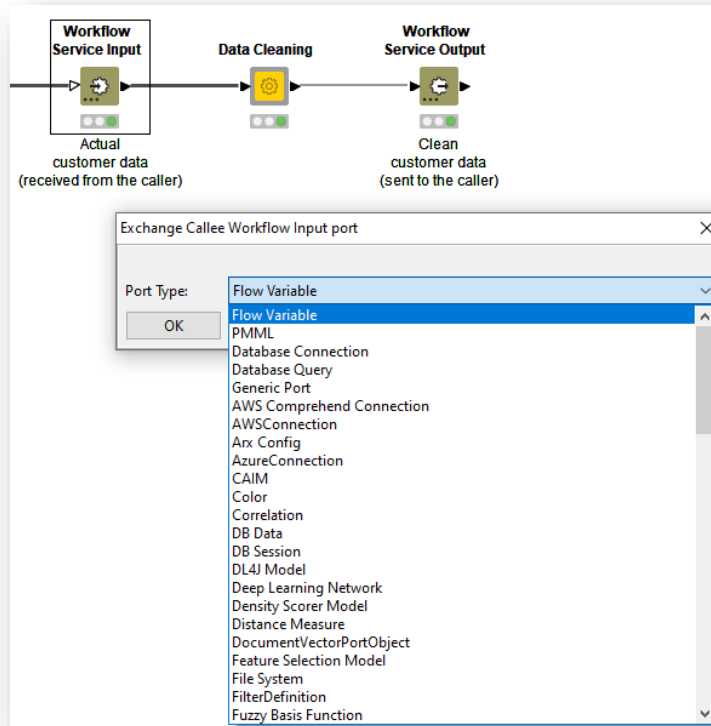 Workflow
Service Input
Data Cleaning
Workflow
Service Output
Actual
customer data
(received from the caller)
Clean
customer data
(sent to the caller)
Exchange Callee Workflow Input port
Port Type:
Flow Variable
OK
Flow Variable
PMML
Database Connection
Database Query
Generic Port
AWS Comprehend Connection
AWSConnection
Arx Config
AzureConnection
CAIM
Color
Correlation
DB Data
DB Session
DL4J Model
Deep Learning Network
Density Scorer Model
Distance Measure
DocumentVectorPortObject
Feature Selection Model
File System
FilterDefinition
Fuzzy Basis Function